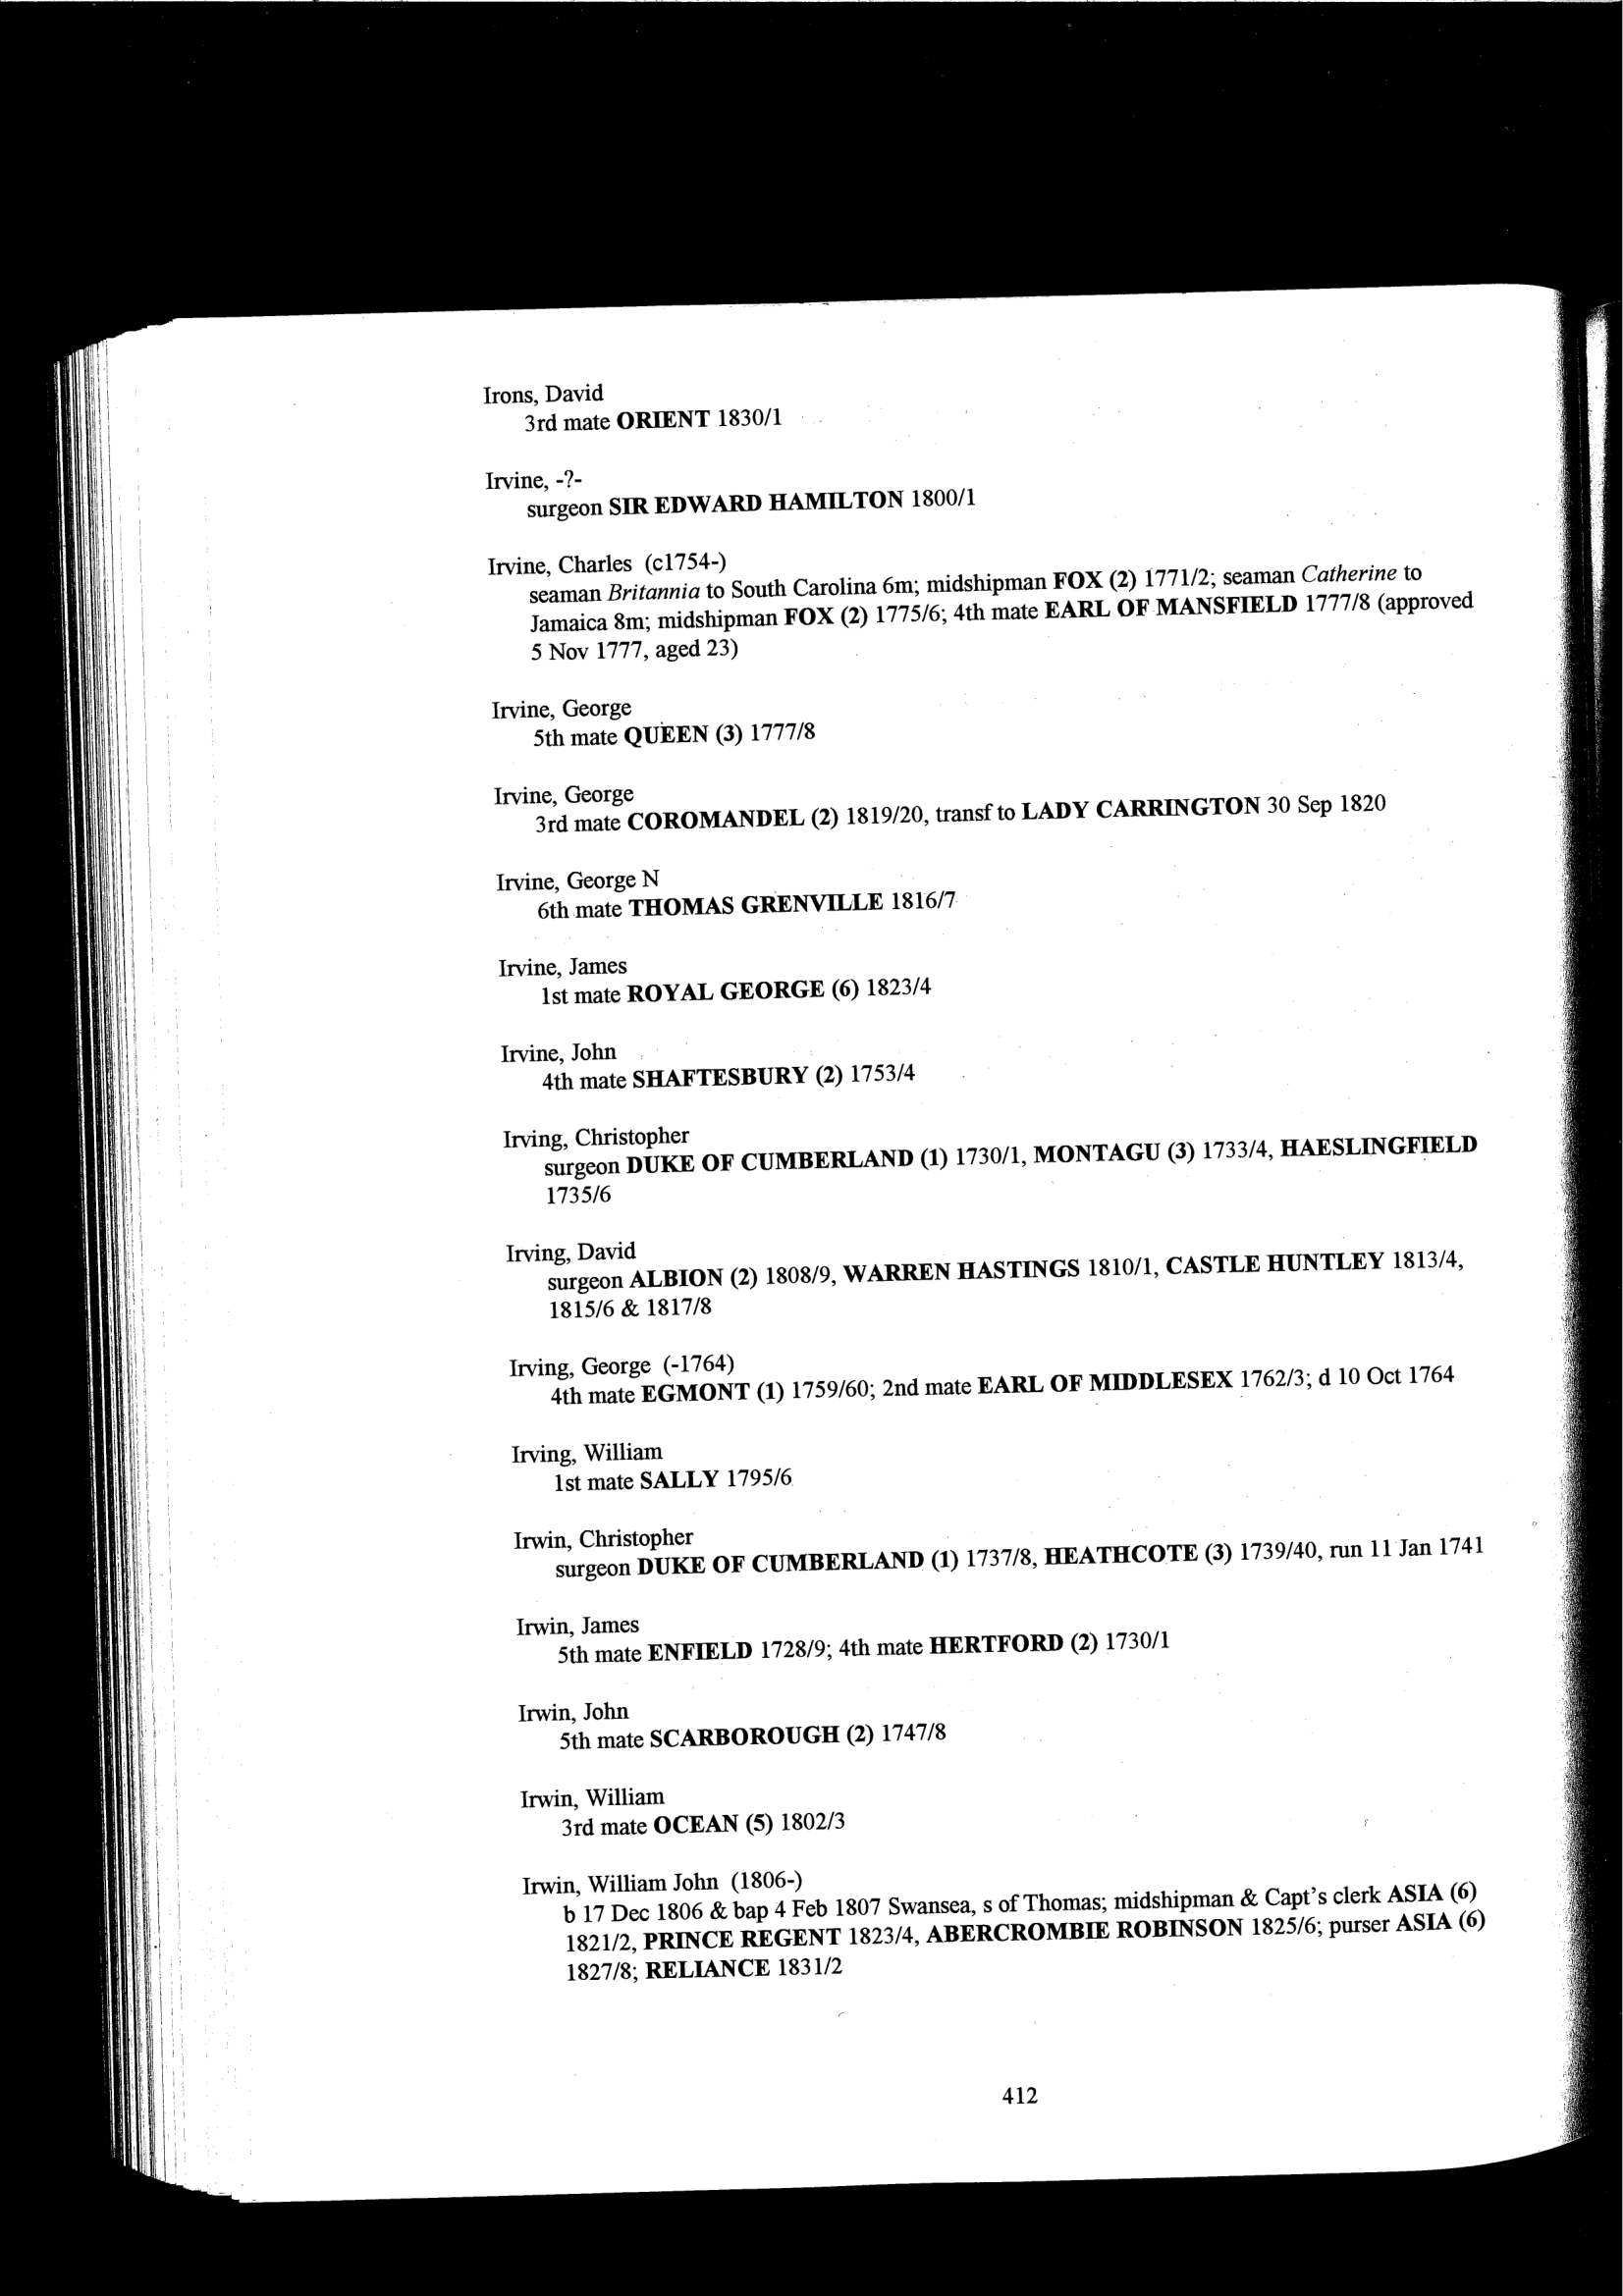 Irons, David
3rd mate ORIENT 1830/1
Irvine, -?-
surgeon SIR EDWARD HAMILTON 1800/1
Irvine, Charles (c1754-)
seaman Britannia to South Carolina 6m; midshipman FOX (2) 1771/2; seaman Catherine to
Jamaica 8m; midshipman FOX (2) 1775/6; 4th mate EARL OF MANSFIELD 1777/8 (approved
5 Nov 1777, aged 23)
Irvine, George
5th mate QUEEN (3) 1777/8
Irvine, George
3rd mate COROMANDEL (2) 1819/20, transf to LADY CARRINGTON 30 Sep 1820
Irvine, George N
6th mate THOMAS GRENVILLE 1816/7
Irvine, James
1st mate ROYAL GEORGE (6) 1823/4
Irvine, John
4th mate SHAFTESBURY (2) 1753/4
Irving, Christopher
surgeon DUKE OF CUMBERLAND (1) 1730/1, MONTAGU (3) 1733/4, HAESLINGFIELD
1735/6
Irving, David
surgeon ALBION (2) 1808/9, WARREN HASTINGS 1810/1, CASTLE HUNTLEY 1813/4,
1815/6 & 1817/8
Irving, George (-1764)
4th mate EGMONT (1) 1759/60; 2nd mate EARL OF MIDDLESEX 1762/3; d 10 Oct 1764
Irving, William
1st mate SALLY 1795/6
Irwin, Christopher
surgeon DUKE OF CUMBERLAND (1) 1737/8, HEATHCOTE (3) 1739/40, run 11 Jan 1741
Irwin, James
5th mate ENFIELD 1728/9; 4th mate HERTFORD (2) 1730/1
Irwin, John
5th mate SCARBOROUGH (2) 1747/8
Irwin, William
3rd mate OCEAN (5) 1802/3
Irwin, William John (1806-)
b 17 Dec 1806 & bap 4 Feb 1807 Swansea, s of Thomas; midshipman & Capt's clerk ASIA (6)
1821/2, PRINCE REGENT 1823/4, ABERCROMBIE ROBINSON 1825/6; purser ASIA (6)
1827/8; RELIANCE 1831/2
412